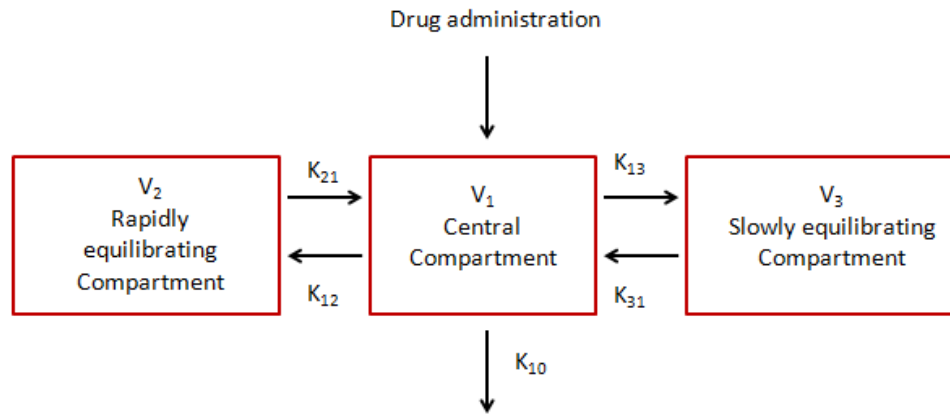 Drug administration
K₂₁
K₁₃
V₂
Rapidly
equilibrating
Compartment
V₁
Central
Compartment
V₃
Slowly equilibrating
Compartment
K₁₂
K₃₁
K₁₀